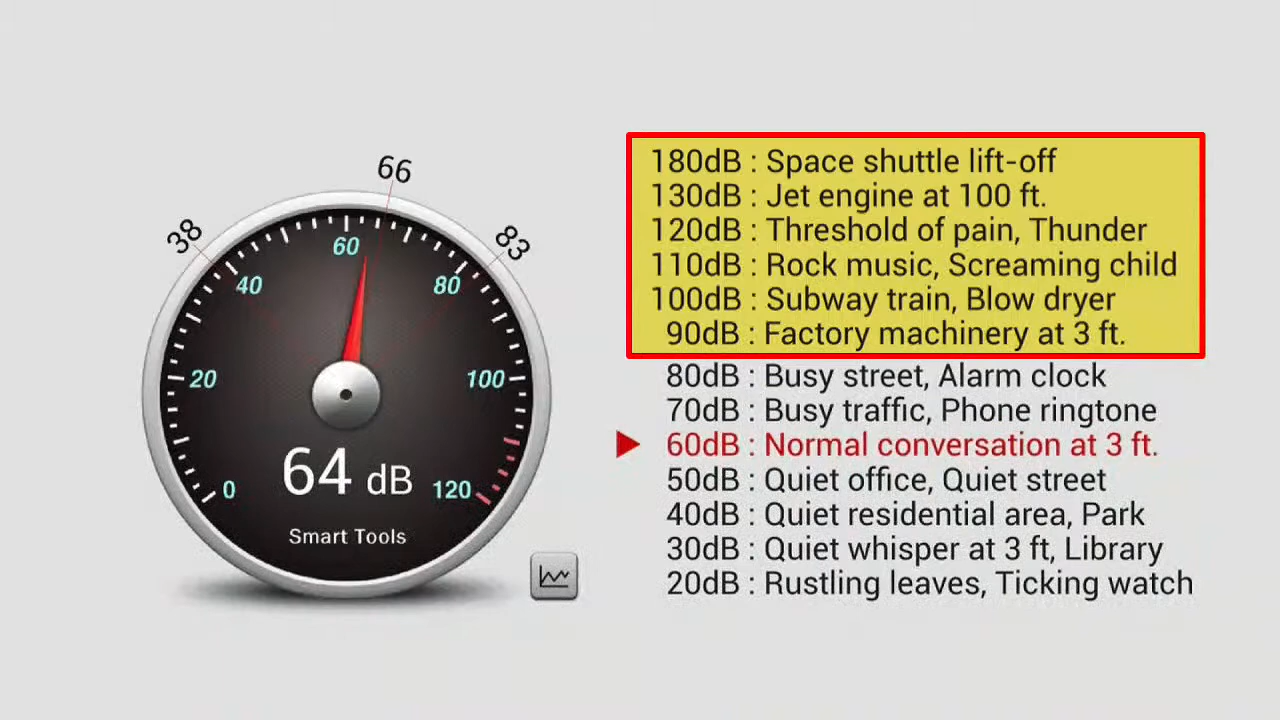 66
38
83
60
40
80
20
100
0
120
64 dB
Smart Tools
180dB : Space shuttle lift-off
130dB : Jet engine at 100 ft.
120dB : Threshold of pain, Thunder
110dB : Rock music, Screaming child
100dB : Subway train, Blow dryer
90dB : Factory machinery at 3 ft.
80dB : Busy street, Alarm clock
70dB : Busy traffic, Phone ringtone
60dB : Normal conversation at 3 ft.
50dB : Quiet office, Quiet street
40dB : Quiet residential area, Park
30dB : Quiet whisper at 3 ft, Library
20dB : Rustling leaves, Ticking watch